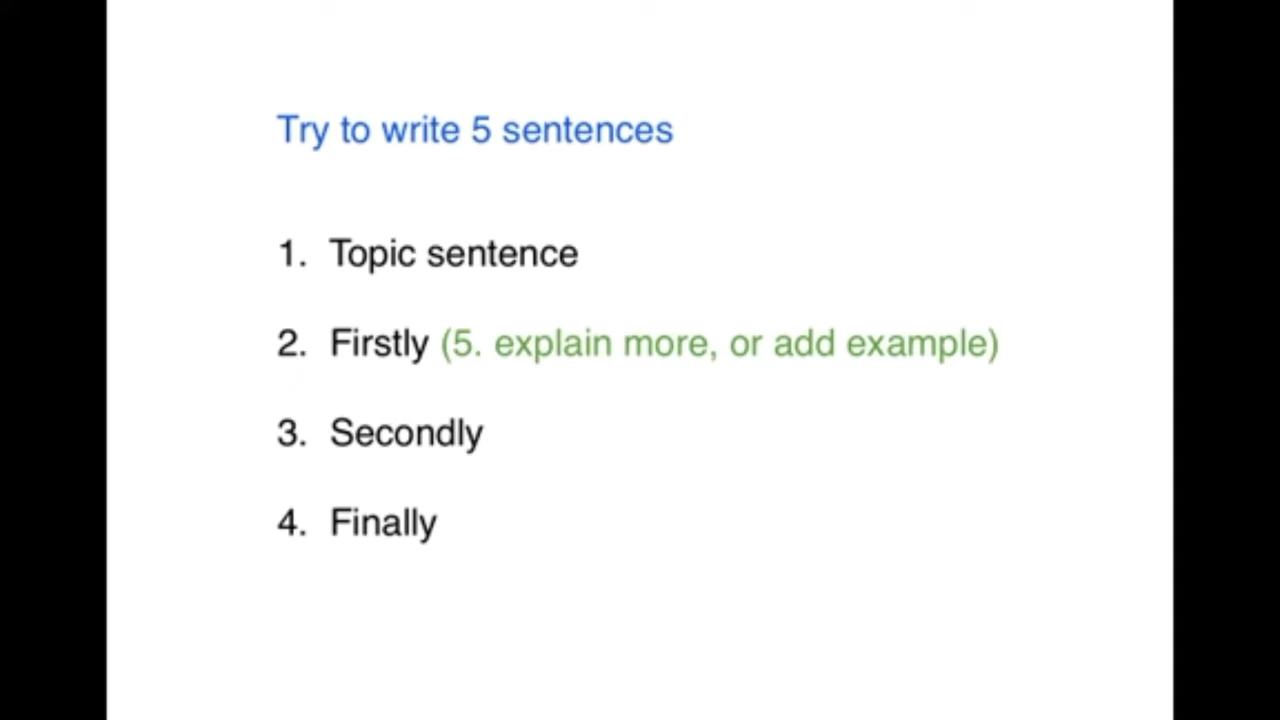 Try to write 5 sentences
1. Topic sentence
2. Firstly (5. explain more, or add example)
3. Secondly
4. Finally